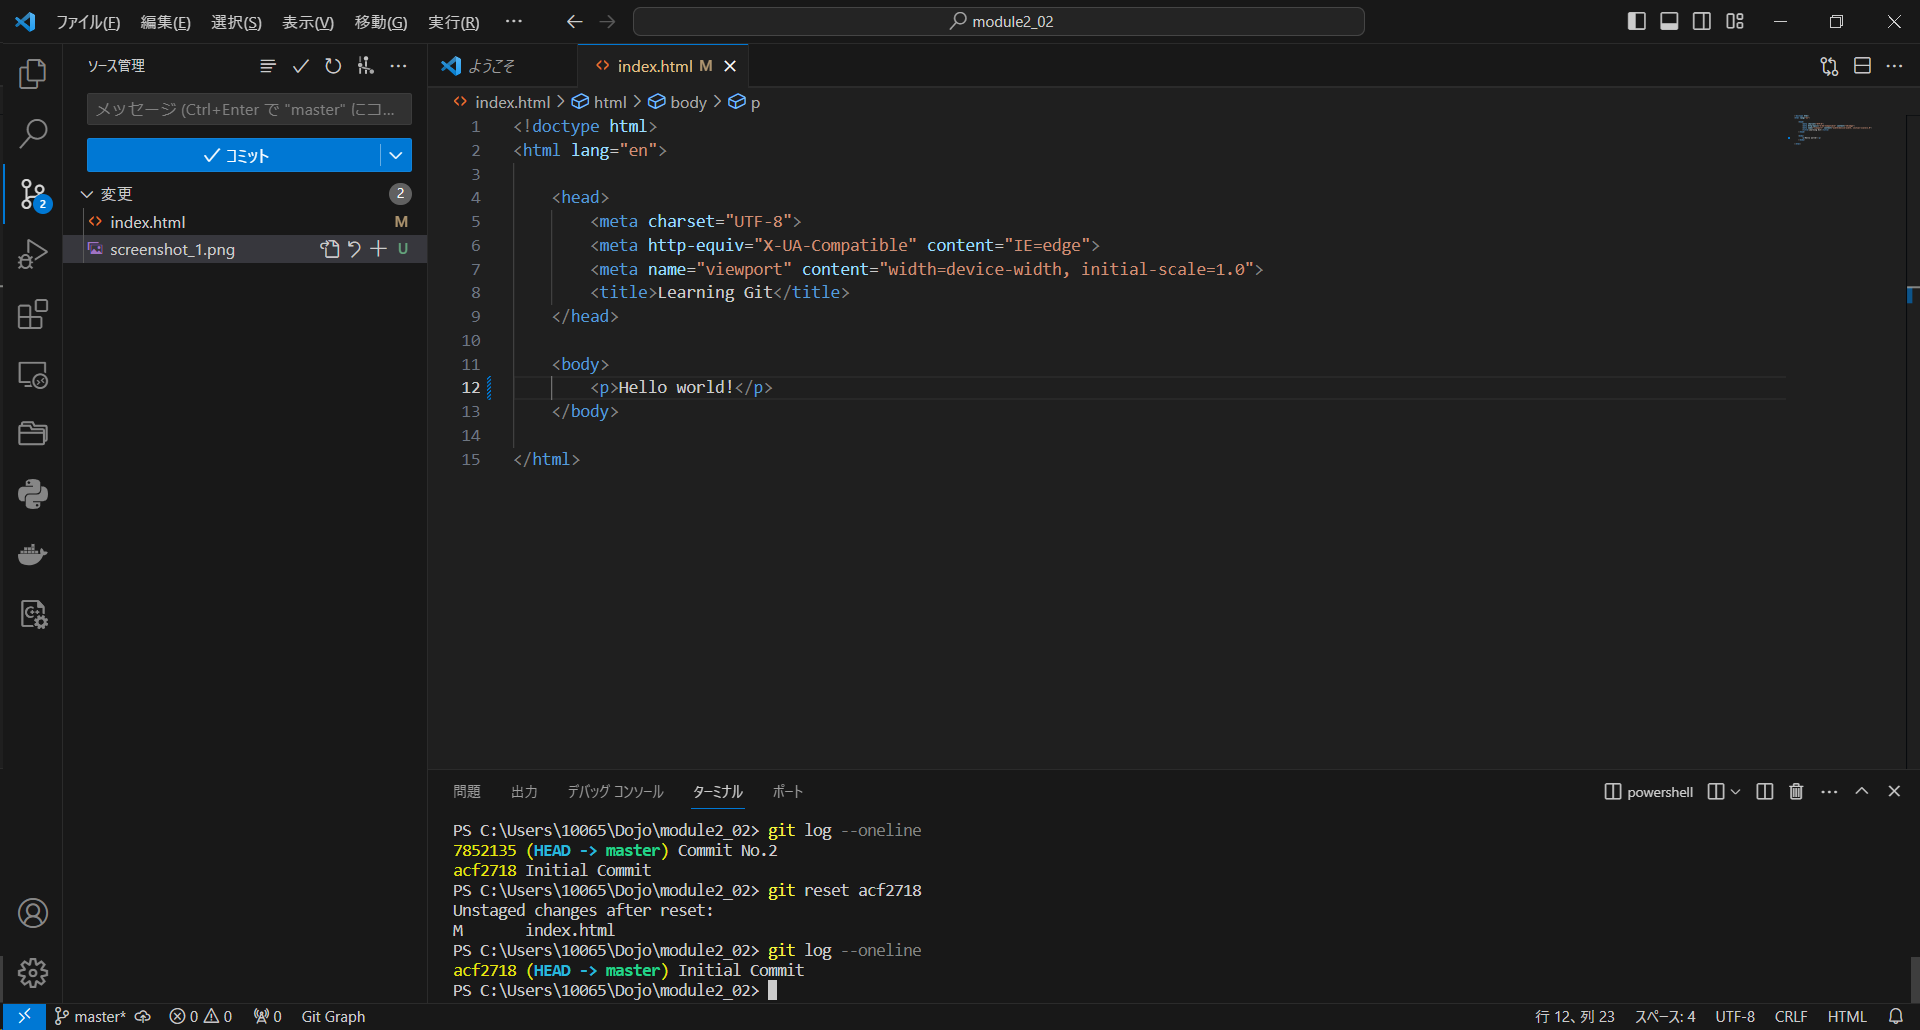 ファイル(F) 編集(E) 選択(S) 表示(V) 移動(G) 実行(R) ··· module2_02
ソース管理
メッセージ (Ctrl+Enter で "master" にコ...
コミット
変更 2
index.html M
screenshot_1.png U
2
ようこそ index.html M
index.html > html > body > p
1 <!doctype html>
2 <html lang="en">
3
4 <head>
5 <meta charset="UTF-8">
6 <meta http-equiv="X-UA-Compatible" content="IE=edge">
7 <meta name="viewport" content="width=device-width, initial-scale=1.0">
8 <title>Learning Git</title>
9 </head>
10
11 <body>
12 <p>Hello world!</p>
13 </body>
14
15 </html>
問題 出力 デバッグ コンソール ターミナル ポート powershell
PS C:\Users\10065\Dojo\module2_02> git log --oneline
7852135 (HEAD -> master) Commit No.2
acf2718 Initial Commit
PS C:\Users\10065\Dojo\module2_02> git reset acf2718
Unstaged changes after reset:
M index.html
PS C:\Users\10065\Dojo\module2_02> git log --oneline
acf2718 (HEAD -> master) Initial Commit
PS C:\Users\10065\Dojo\module2_02>
master* 0 0 0 Git Graph 行 12、列 23 スペース: 4 UTF-8 CRLF HTML